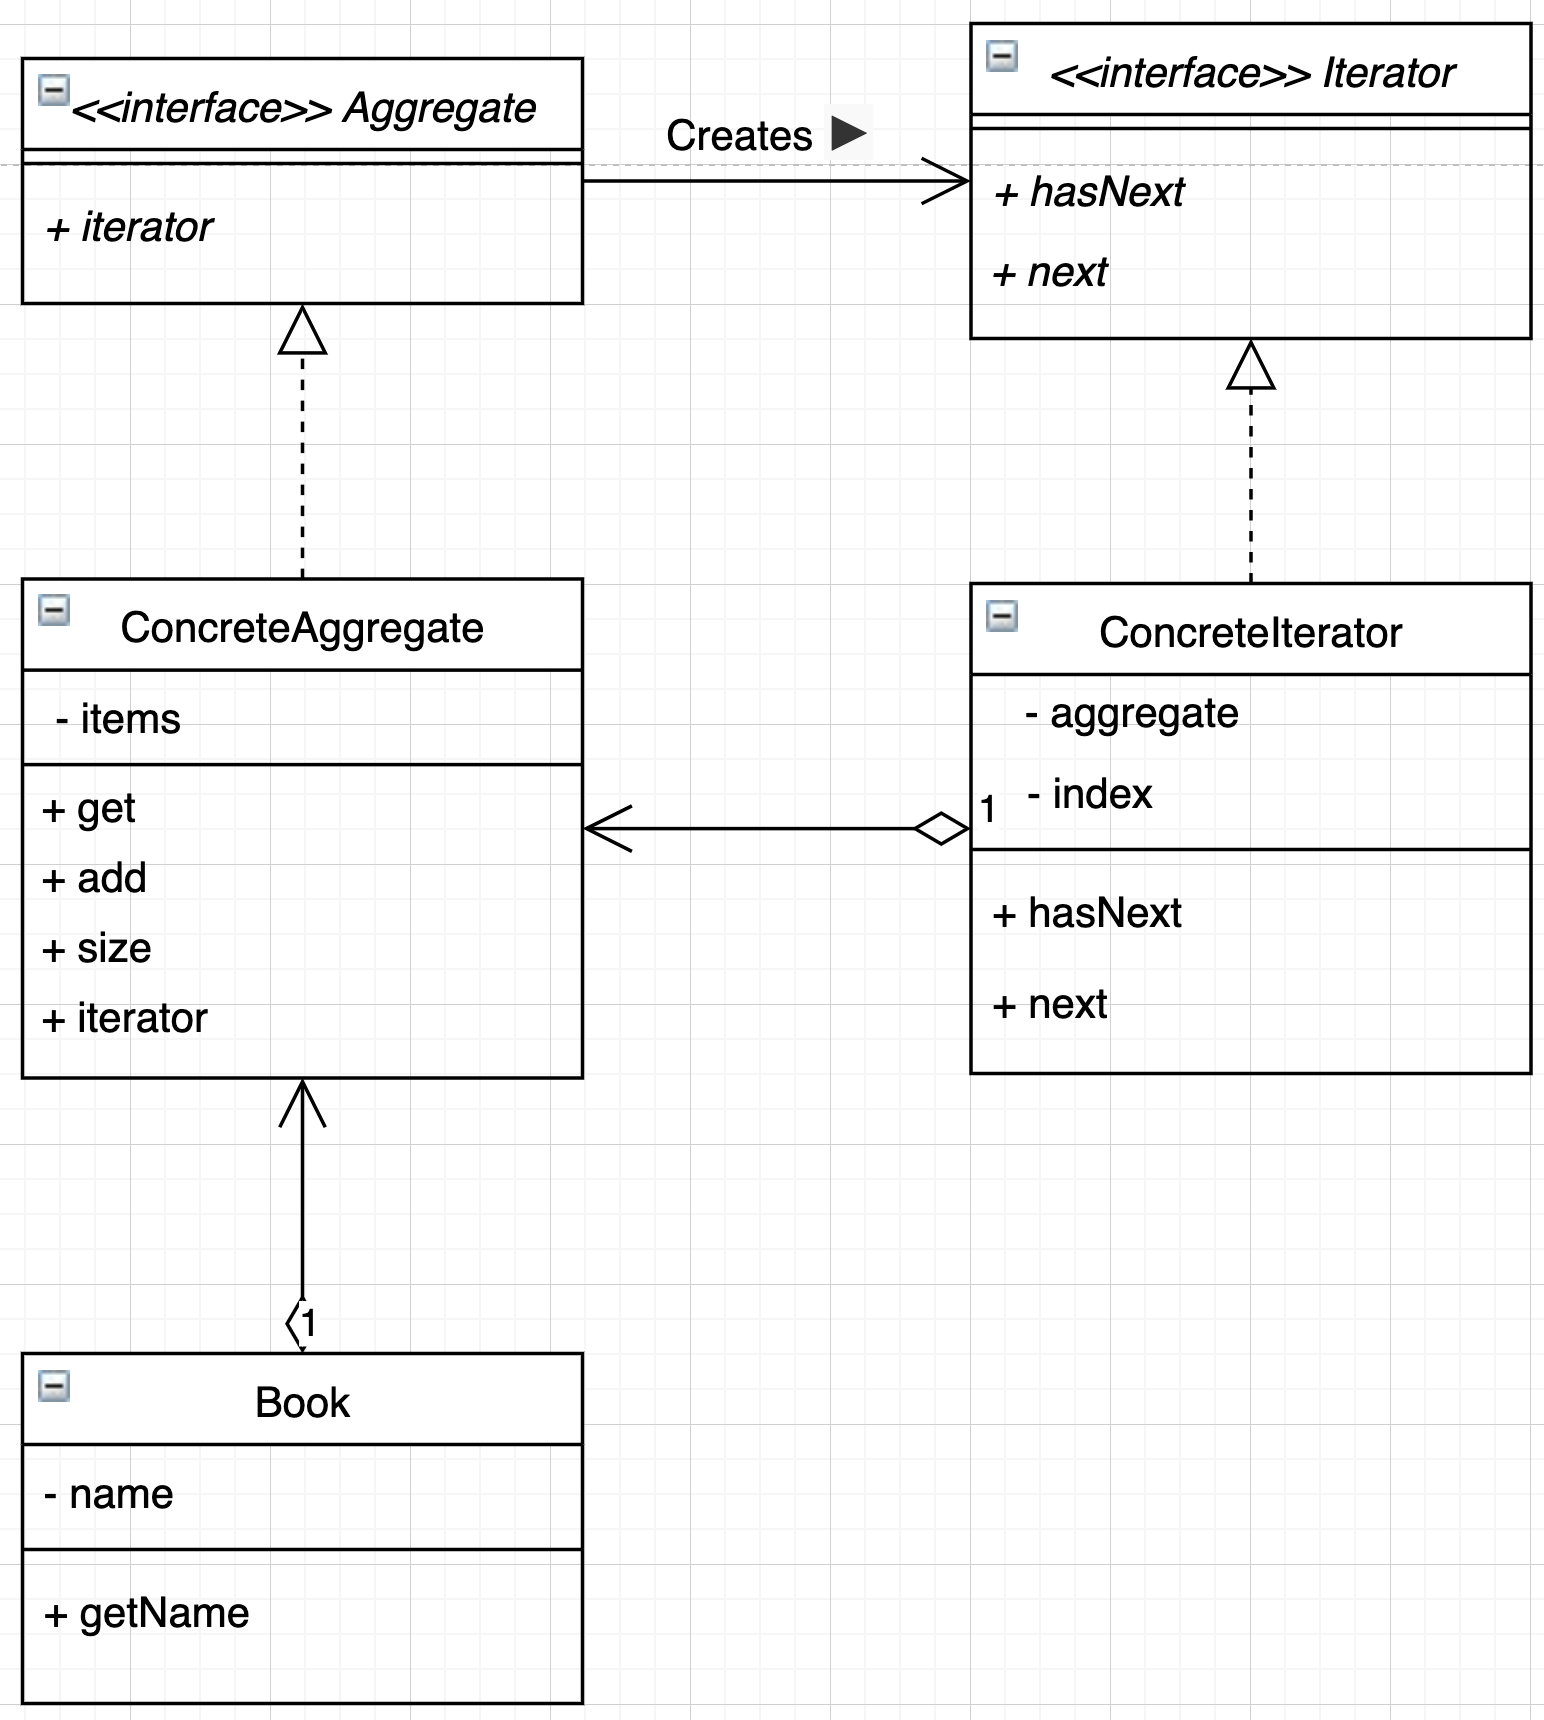 <<interface>> Aggregate
+ iterator
Creates ▶
<<interface>> Iterator
+ hasNext
+ next
ConcreteAggregate
- items
+ get
+ add
+ size
+ iterator
ConcreteIterator
- aggregate
- index
1
+ hasNext
+ next
1
Book
- name
+ getName